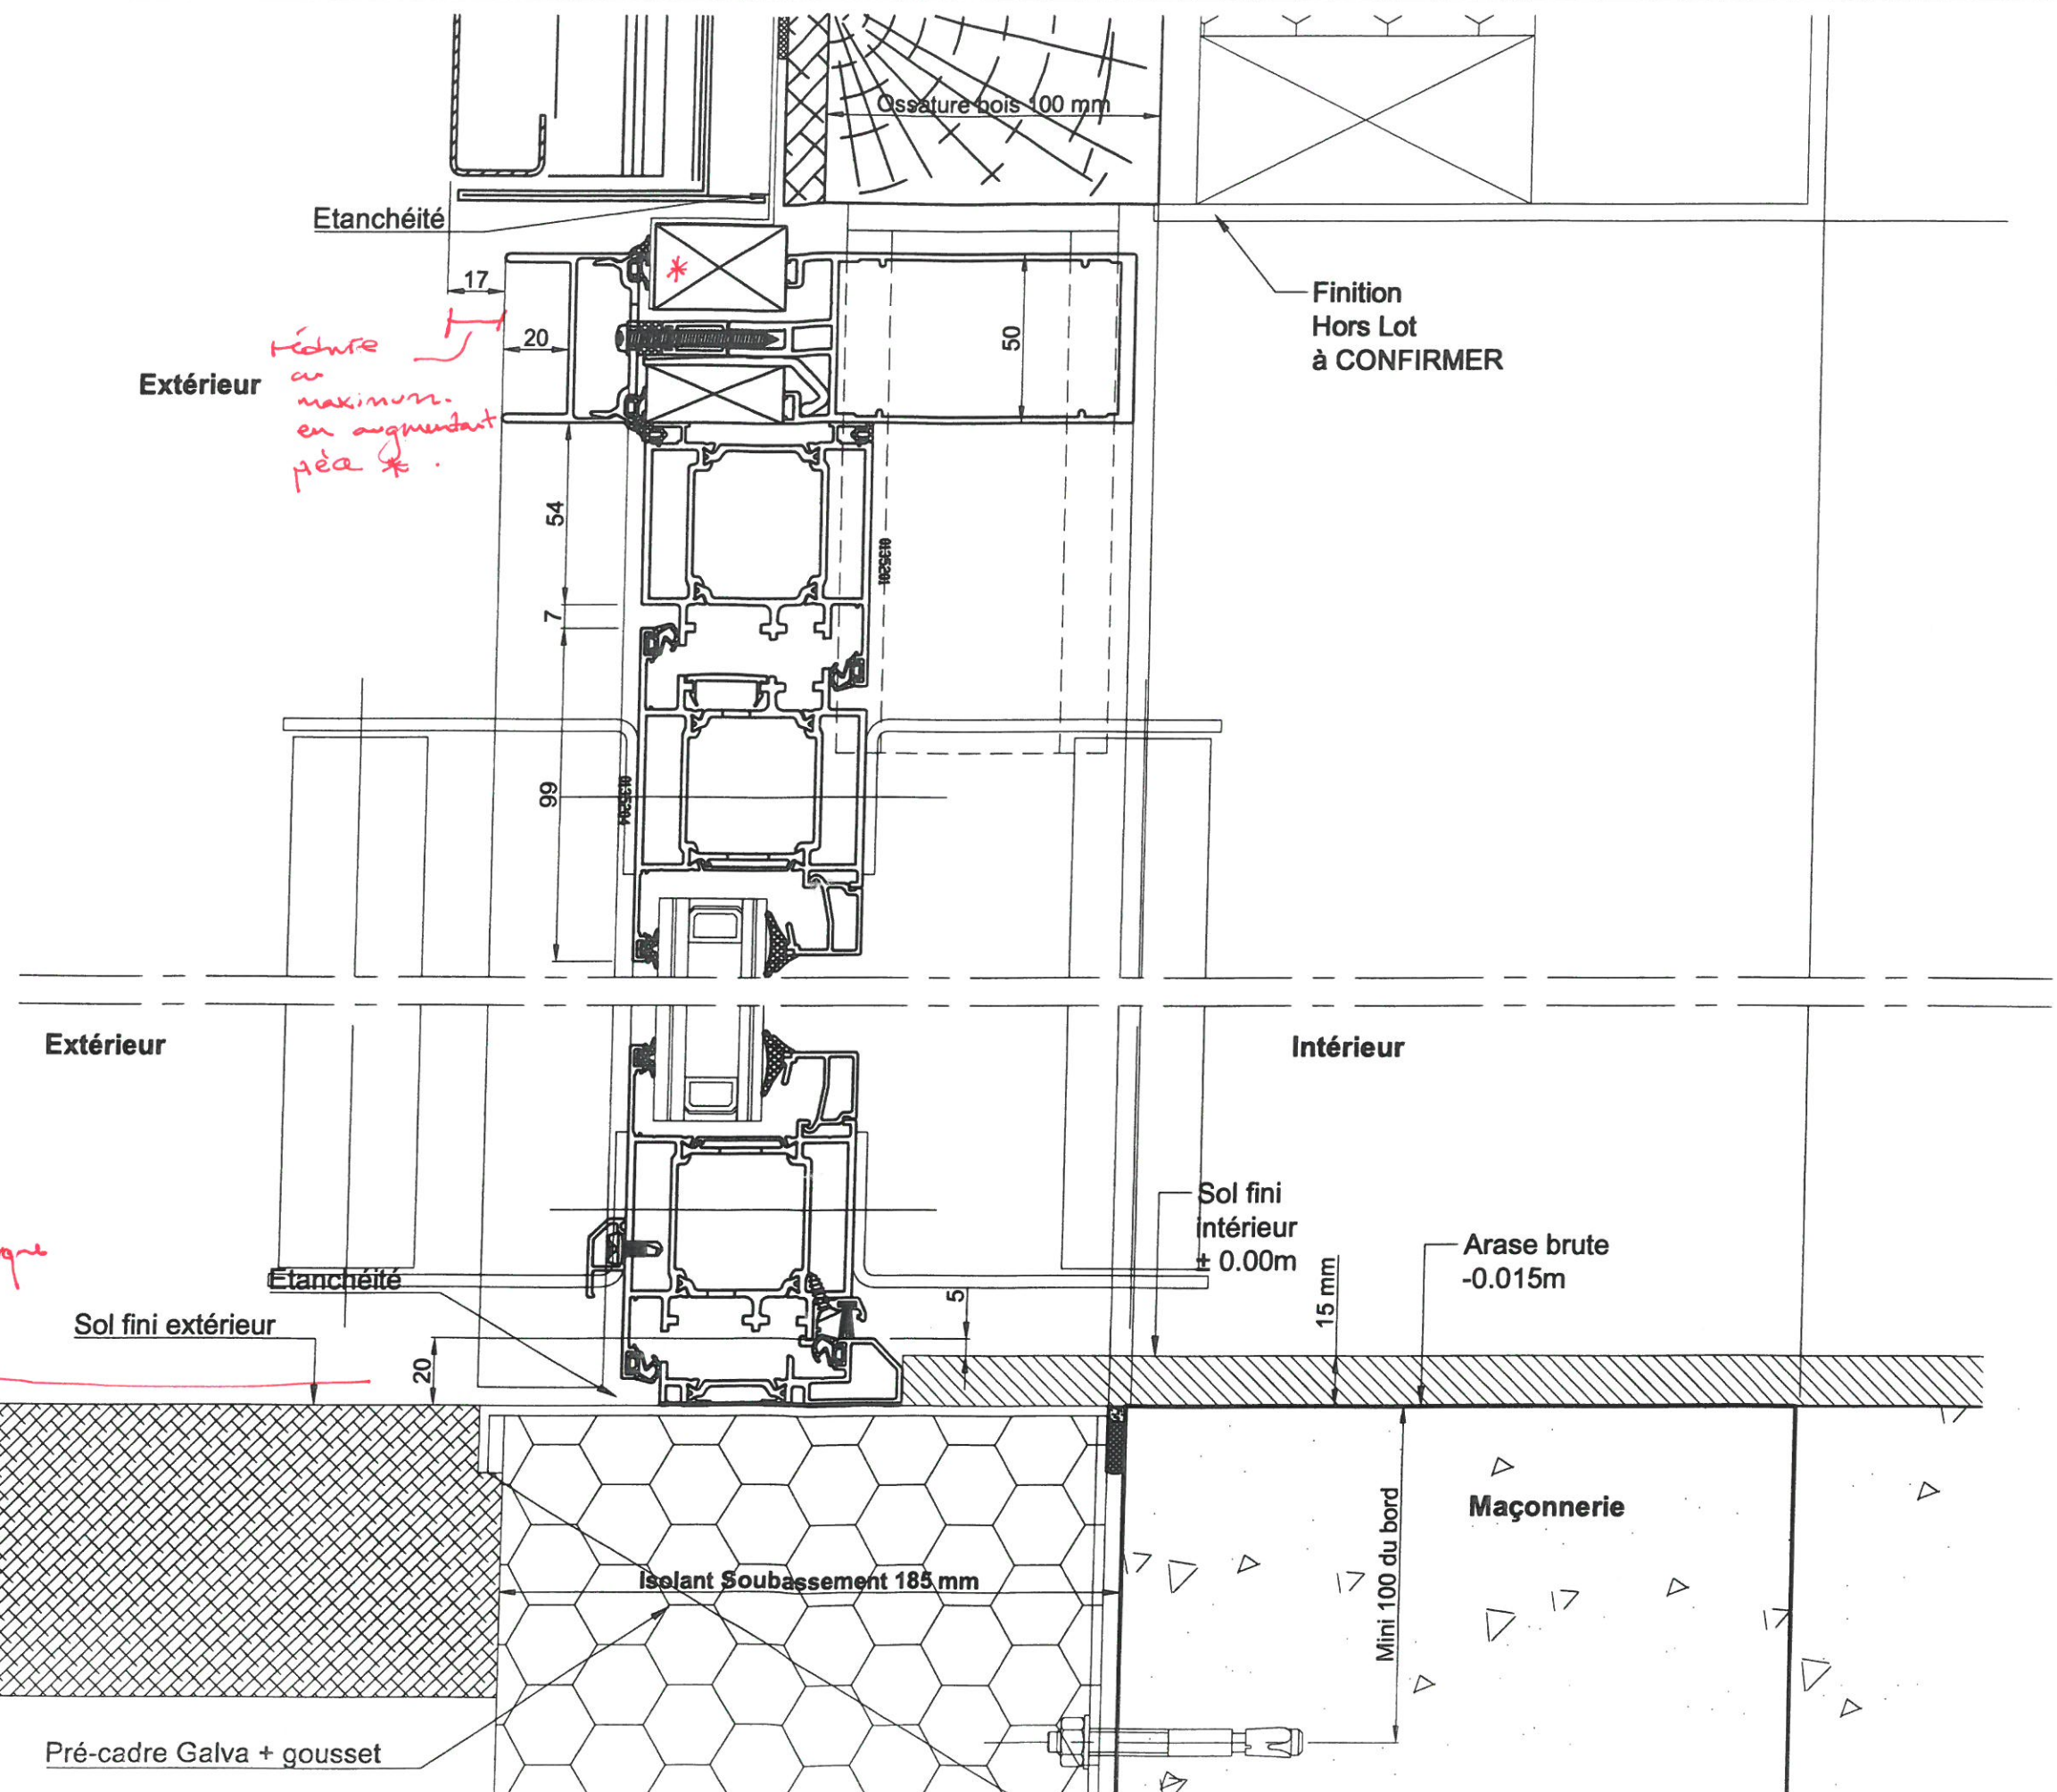 Ossature bois 100 mm
Etanchéité
17
20
50
Finition
Hors Lot
à CONFIRMER
Extérieur
réduire
au
maximum.
en augmentant
pièce * .
54
7
99
0135201
0135204
Extérieur
Intérieur
Sol fini
intérieur
± 0.00m
Arase brute
-0.015m
15 mm
5
Etanchéité
Sol fini extérieur
20
Maçonnerie
Isolant Soubassement 185 mm
Mini 100 du bord
Pré-cadre Galva + gousset